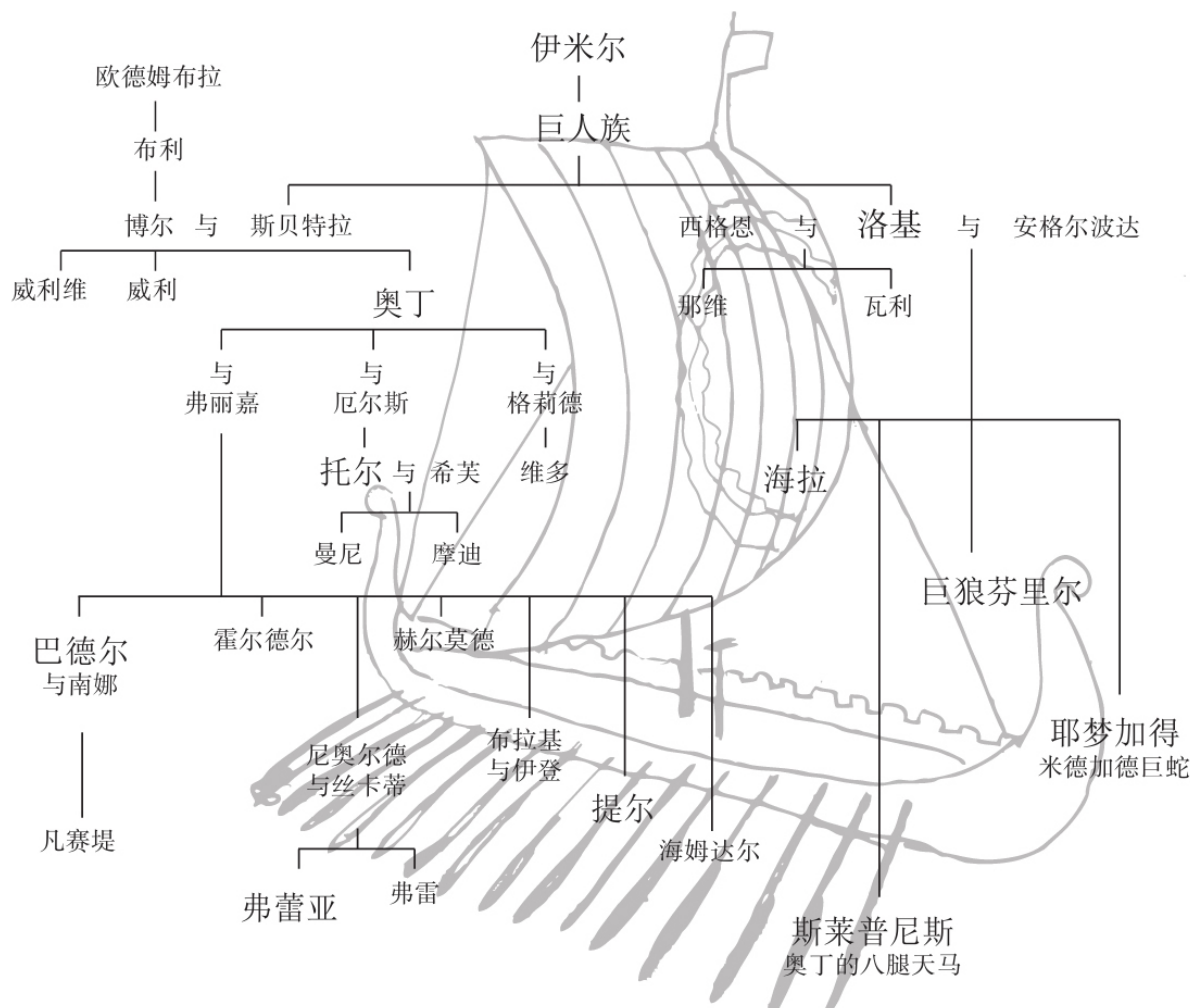 伊米尔
欧德姆布拉
巨人族
布利
博尔 与 斯贝特拉
西格恩 与 洛基 与 安格尔波达
威利维 威利
奥丁
那维 瓦利
与 与 与
弗丽嘉 厄尔斯 格莉德
托尔 与 希芙 维多
海拉
曼尼 摩迪
巨狼芬里尔
巴德尔
与南娜
霍尔德尔 赫尔莫德
尼奥尔德
与丝卡蒂
布拉基
与伊登
耶梦加得
米德加德巨蛇
提尔
凡赛堤
海姆达尔
弗蕾亚 弗雷
斯莱普尼斯
奥丁的八腿天马